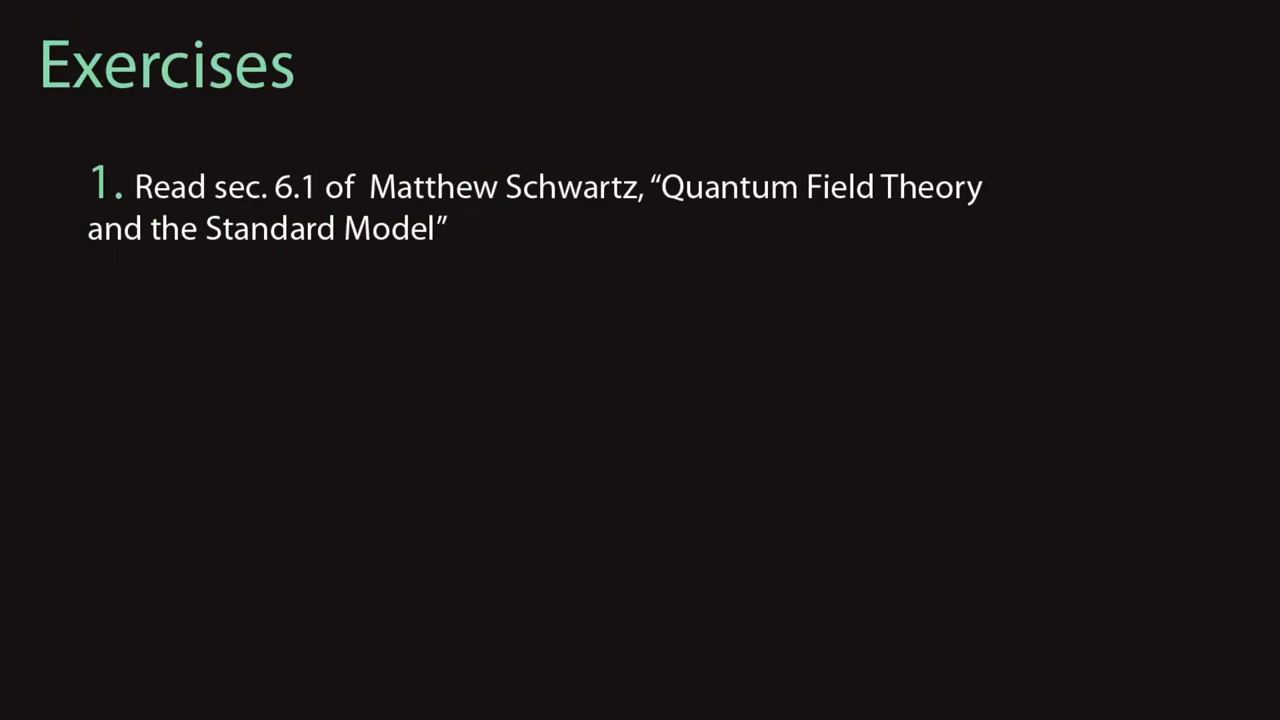 Exercises
1. Read sec. 6.1 of  Matthew Schwartz, “Quantum Field Theory
and the Standard Model”